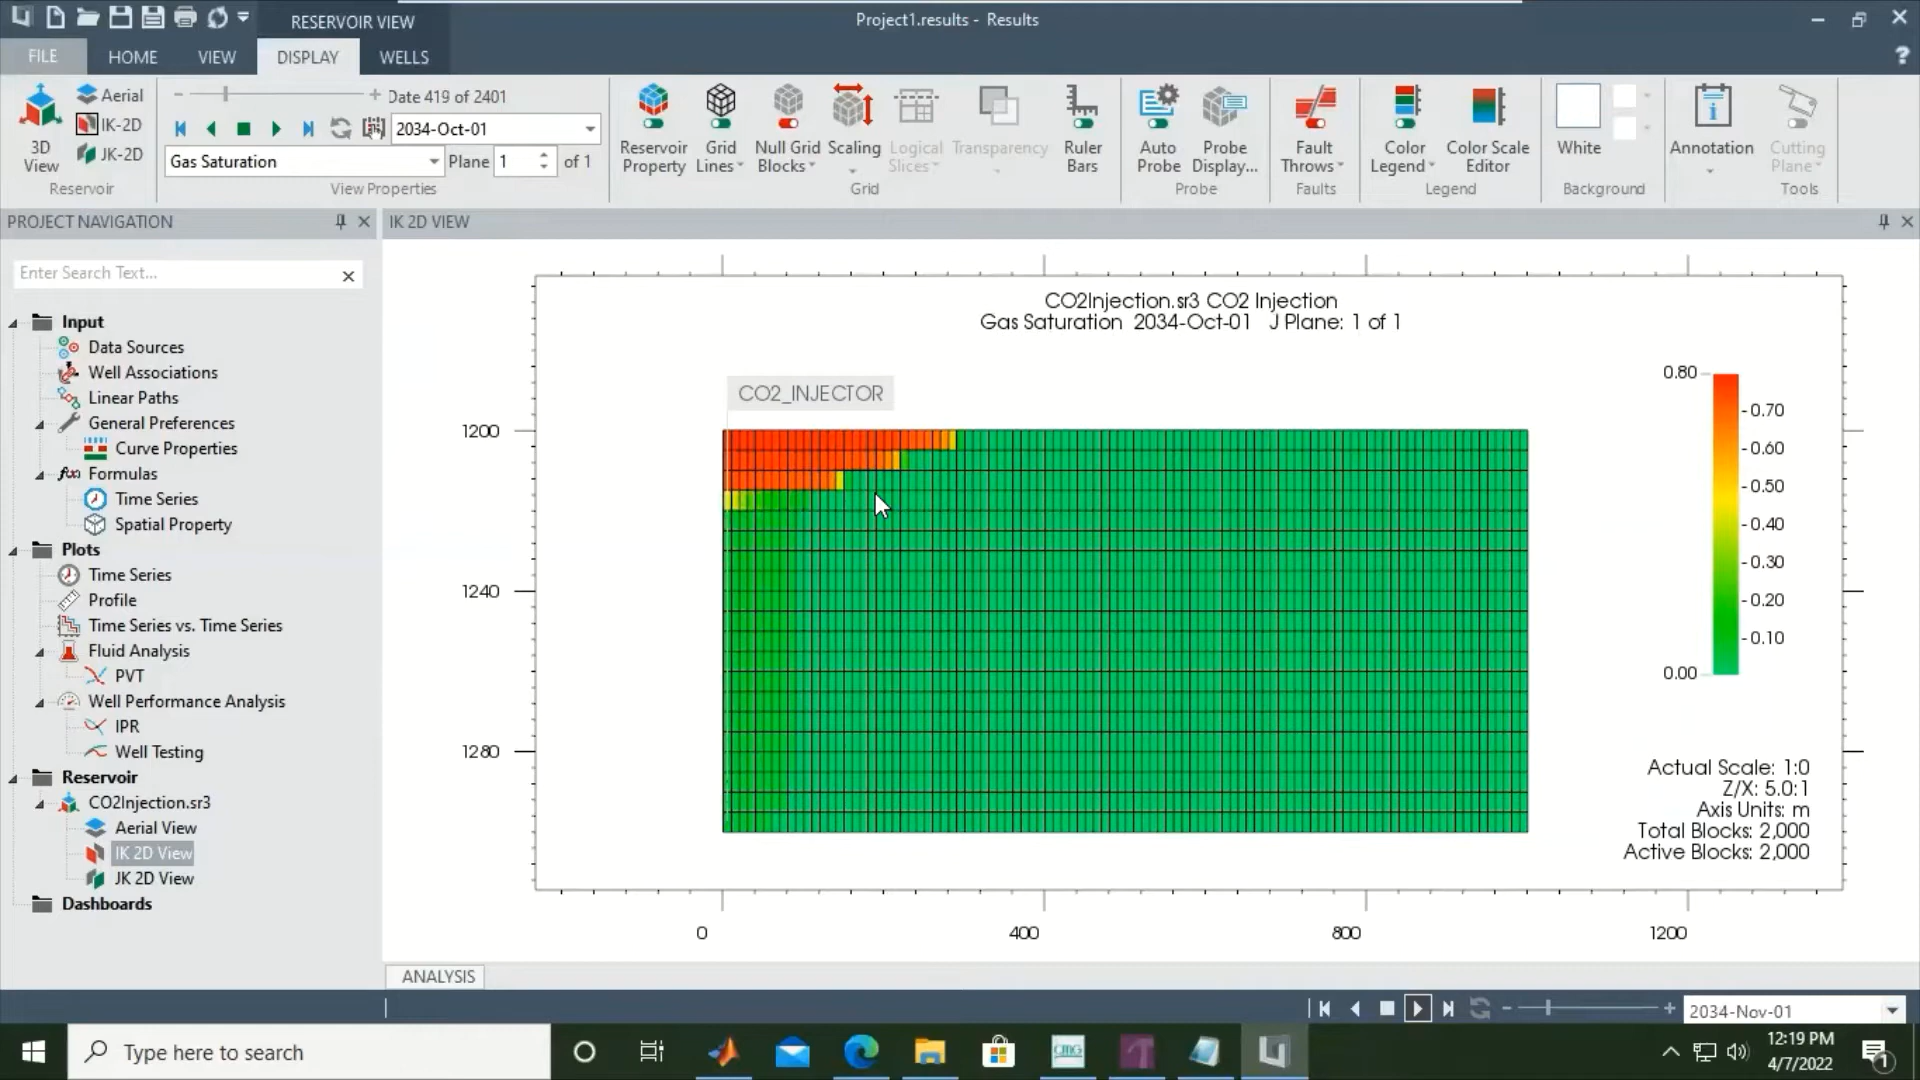 RESERVOIR VIEW
Project1.results - Results
FILE
HOME
VIEW
DISPLAY
WELLS
?
3D
View
Aerial
IK-2D
JK-2D
Reservoir
- + Date 419 of 2401
2034-Oct-01
Gas Saturation
Plane 1 of 1
View Properties
Reservoir
Property
Grid
Lines
Null Grid
Blocks
Scaling
Logical
Slices
Transparency
Ruler
Bars
Grid
Auto
Probe
Probe
Display...
Probe
Fault
Throws
Faults
Color
Legend
Color Scale
Editor
Legend
White
Background
Annotation
Cutting
Plane
Tools
PROJECT NAVIGATION
Enter Search Text...
Input
Data Sources
Well Associations
Linear Paths
General Preferences
Curve Properties
f(x) Formulas
Time Series
Spatial Property
Plots
Time Series
Profile
Time Series vs. Time Series
Fluid Analysis
PVT
Well Performance Analysis
IPR
Well Testing
Reservoir
CO2Injection.sr3
Aerial View
IK 2D View
JK 2D View
Dashboards
IK 2D VIEW
CO2Injection.sr3 CO2 Injection
Gas Saturation 2034-Oct-01 J Plane: 1 of 1
CO2_INJECTOR
1200
1240
1280
0.80
0.70
0.60
0.50
0.40
0.30
0.20
0.10
0.00
Actual Scale: 1:0
Z/X: 5.0:1
Axis Units: m
Total Blocks: 2,000
Active Blocks: 2,000
0
400
800
1200
ANALYSIS
2034-Nov-01
Type here to search
CMG
12:19 PM
4/7/2022
1